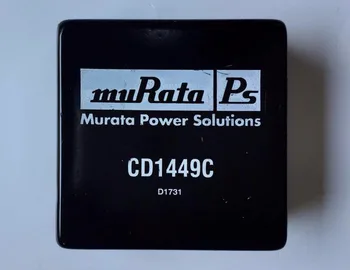 muRata Ps
Murata Power Solutions
CD1449C
D1731